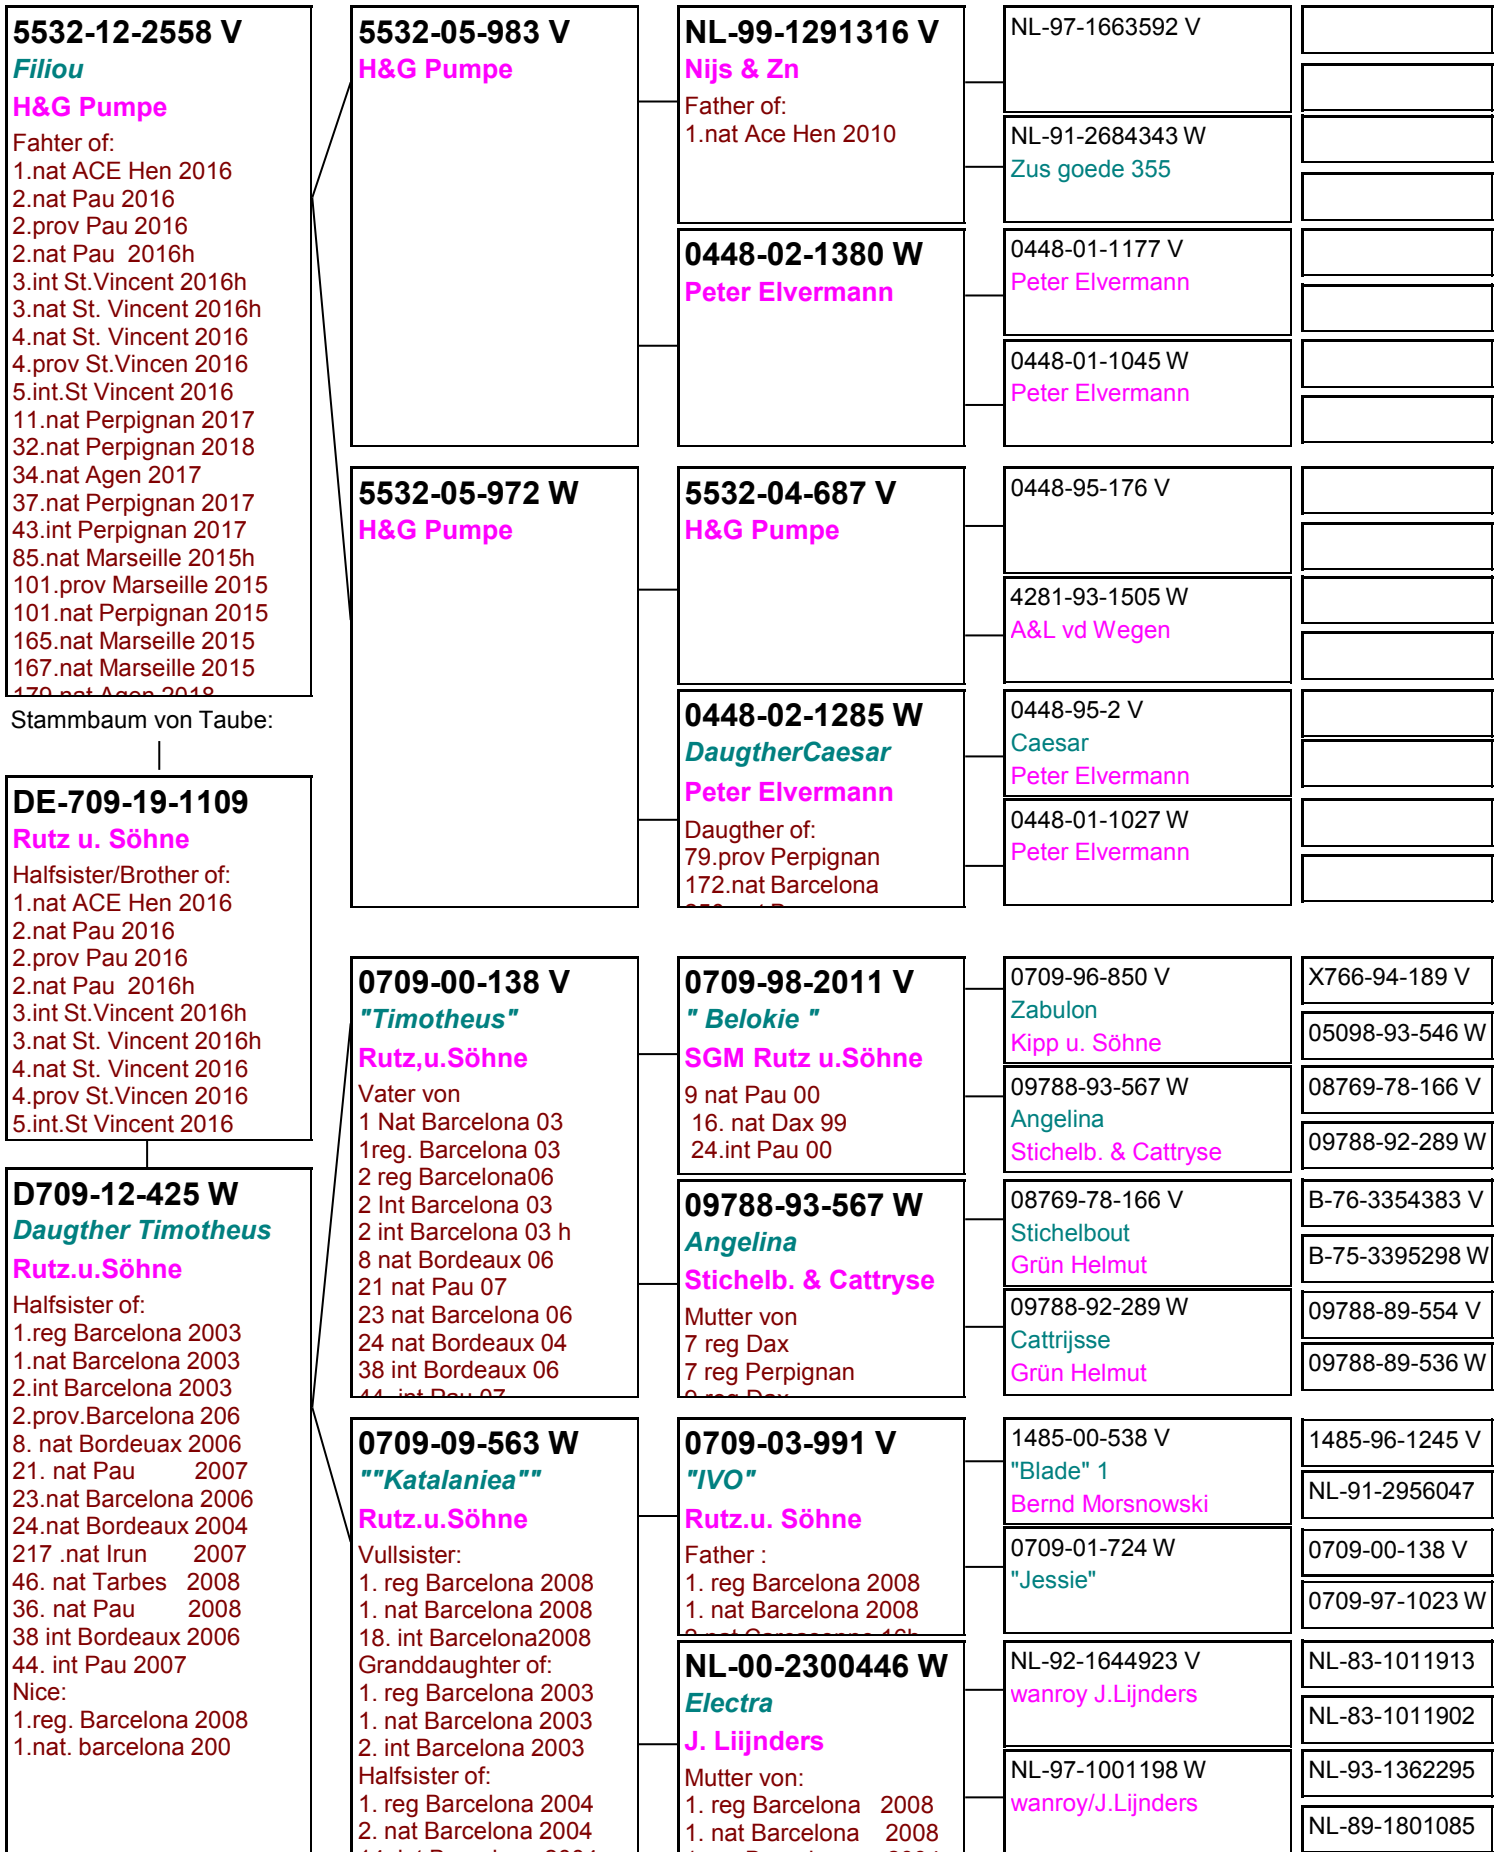 5532-12-2558 V
Filiou
H&G Pumpe
Fahter of:
1.nat ACE Hen 2016
2.nat Pau 2016
2.prov Pau 2016
2.nat Pau  2016h
3.int St.Vincent 2016h
3.nat St. Vincent 2016h
4.nat St. Vincent 2016
4.prov St.Vincen 2016
5.int.St Vincent 2016
11.nat Perpignan 2017
32.nat Perpignan 2018
34.nat Agen 2017
37.nat Perpignan 2017
43.int Perpignan 2017
85.nat Marseille 2015h
101.prov Marseille 2015
101.nat Perpignan 2015
165.nat Marseille 2015
167.nat Marseille 2015
179.nat Agen 2018
Stammbaum von Taube:
DE-709-19-1109
Rutz u. Söhne
Halfsister/Brother of:
1.nat ACE Hen 2016
2.nat Pau 2016
2.prov Pau 2016
2.nat Pau  2016h
3.int St.Vincent 2016h
3.nat St. Vincent 2016h
4.nat St. Vincent 2016
4.prov St.Vincen 2016
5.int.St Vincent 2016
D709-12-425 W
Daugther Timotheus
Rutz.u.Söhne
Halfsister of:
1.reg Barcelona 2003
1.nat Barcelona 2003
2.int Barcelona 2003
2.prov.Barcelona 206
8. nat Bordeuax 2006
21. nat Pau 2007
23.nat Barcelona 2006
24.nat Bordeaux 2004
217 .nat Irun 2007
46. nat Tarbes 2008
36. nat Pau 2008
38 int Bordeaux 2006
44. int Pau 2007
Nice:
1.reg. Barcelona 2008
1.nat. barcelona 200
5532-05-983 V
H&G Pumpe
5532-05-972 W
H&G Pumpe
0709-00-138 V
"Timotheus"
Rutz,u.Söhne
Vater von
1 Nat Barcelona 03
1reg. Barcelona 03
2 reg Barcelona06
2 Int Barcelona 03
2 int Barcelona 03 h
8 nat Bordeaux 06
21 nat Pau 07
23 nat Barcelona 06
24 nat Bordeaux 04
38 int Bordeaux 06
44. int Pau 07
0709-09-563 W
""Katalaniea""
Rutz.u.Söhne
Vullsister:
1. reg Barcelona 2008
1. nat Barcelona 2008
18. int Barcelona2008
Granddaughter of:
1. reg Barcelona 2003
1. nat Barcelona 2003
2. int Barcelona 2003
Halfsister of:
1. reg Barcelona 2004
2. nat Barcelona 2004
NL-99-1291316 V
Nijs & Zn
Father of:
1.nat Ace Hen 2010
0448-02-1380 W
Peter Elvermann
5532-04-687 V
H&G Pumpe
0448-02-1285 W
DaugtherCaesar
Peter Elvermann
Daugther of:
79.prov Perpignan
172.nat Barcelona
0709-98-2011 V
" Belokie "
SGM Rutz u.Söhne
9 nat Pau 00
16. nat Dax 99
24.int Pau 00
09788-93-567 W
Angelina
Stichelb. & Cattryse
Mutter von
7 reg Dax
7 reg Perpignan
9 reg Dax
0709-03-991 V
"IVO"
Rutz.u. Söhne
Father :
1. reg Barcelona 2008
1. nat Barcelona 2008
NL-00-2300446 W
Electra
J. Liijnders
Mutter von:
1. reg Barcelona 2008
1. nat Barcelona 2008
NL-97-1663592 V
NL-91-2684343 W
Zus goede 355
0448-01-1177 V
Peter Elvermann
0448-01-1045 W
Peter Elvermann
0448-95-176 V
4281-93-1505 W
A&L vd Wegen
0448-95-2 V
Caesar
Peter Elvermann
0448-01-1027 W
Peter Elvermann
0709-96-850 V
Zabulon
Kipp u. Söhne
09788-93-567 W
Angelina
Stichelb. & Cattryse
08769-78-166 V
Stichelbout
Grün Helmut
09788-92-289 W
Cattrijsse
Grün Helmut
1485-00-538 V
"Blade" 1
Bernd Morsnowski
0709-01-724 W
"Jessie"
NL-92-1644923 V
wanroy J.Lijnders
NL-97-1001198 W
wanroy/J.Lijnders
X766-94-189 V
05098-93-546 W
08769-78-166 V
09788-92-289 W
B-76-3354383 V
B-75-3395298 W
09788-89-554 V
09788-89-536 W
1485-96-1245 V
NL-91-2956047
0709-00-138 V
0709-97-1023 W
NL-83-1011913
NL-83-1011902
NL-93-1362295
NL-89-1801085